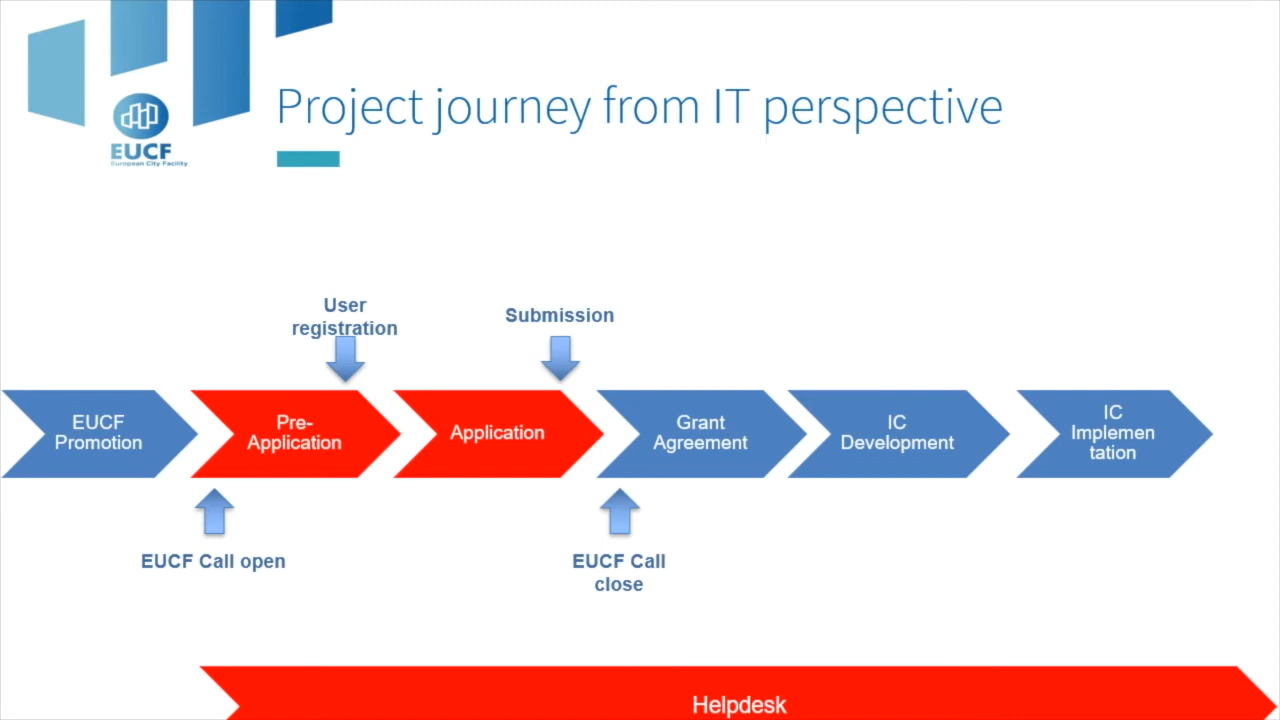 Project journey from IT perspective
EUCF
European City Facility
User
registration
Submission
EUCF
Promotion
Pre-
Application
Application
Grant
Agreement
IC
Development
IC
Implemen
tation
EUCF Call open
EUCF Call
close
Helpdesk